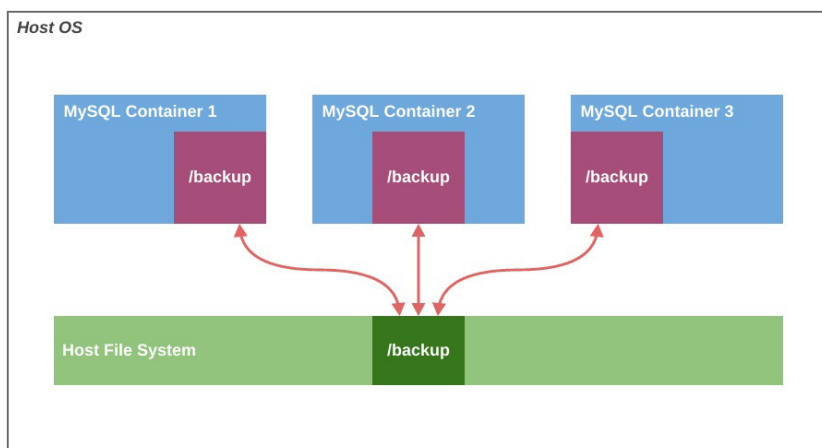 Host OS
MySQL Container 1
MySQL Container 2
MySQL Container 3
/backup
/backup
/backup
Host File System
/backup